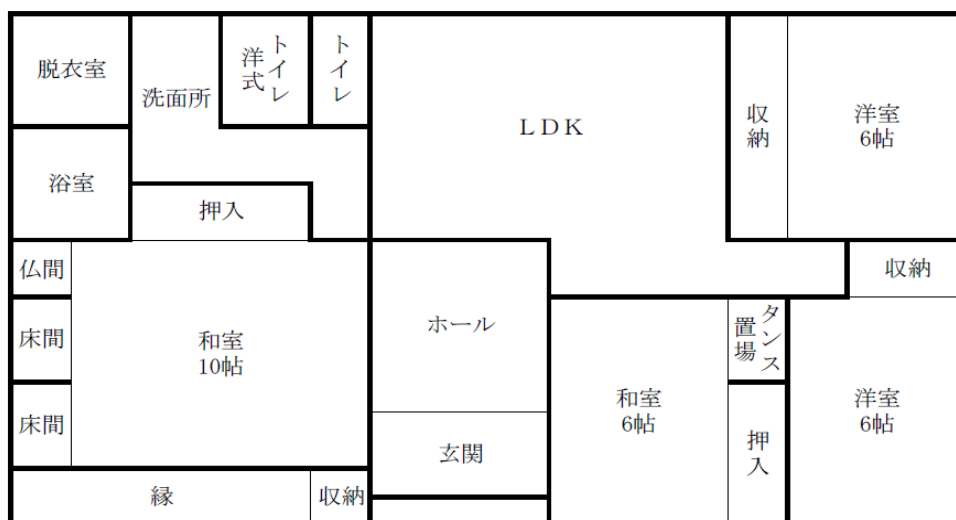 脱衣室
洗面所
洋式
トイレ
トイレ
LDK
収納
洋室
6帖
浴室
押入
仏間
床間
床間
和室
10帖
ホール
玄関
収納
タンス
置場
和室
6帖
押入
洋室
6帖
縁
収納